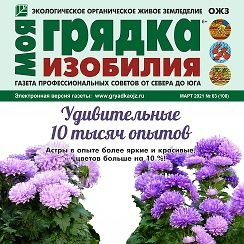 ЭКОЛОГИЧЕСКОЕ ОРГАНИЧЕСКОЕ ЖИВОЕ ЗЕМЛЕДЕЛИЕ ОЖЗ
МОЯ ГРЯДКА 6+
ИЗОБИЛИЯ
ГАЗЕТА ПРОФЕССИОНАЛЬНЫХ СОВЕТОВ ОТ СЕВЕРА ДО ЮГА
Электронная версия газеты: www.gryadkaojz.ru МАРТ 2021 № 03 (108)
Удивительные
10 тысяч опытов
Астры в опыте более яркие и красивые,
цветов больше на 10 %!